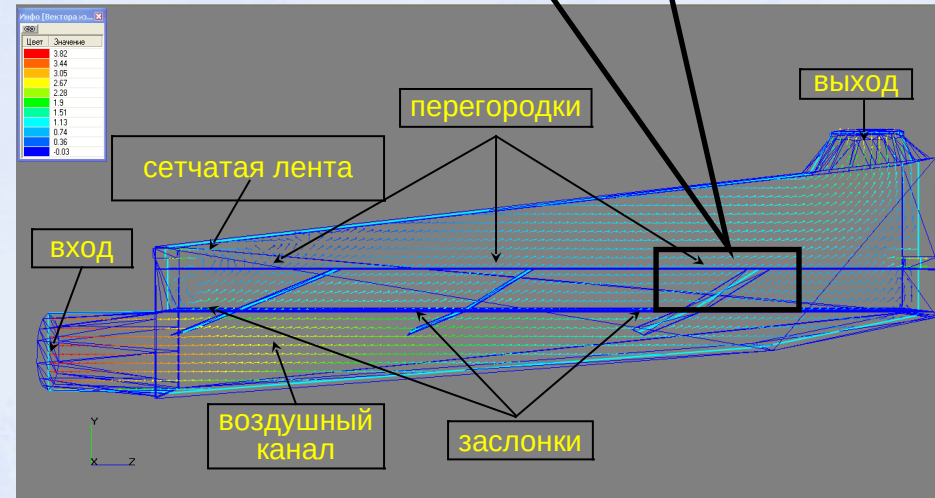 Инфо [Вектора из...
Цвет Значение
3.82
3.44
3.05
2.67
2.28
1.9
1.51
1.13
0.74
0.36
-0.03
выход
перегородки
сетчатая лента
вход
воздушный
канал
заслонки
Y
X Z